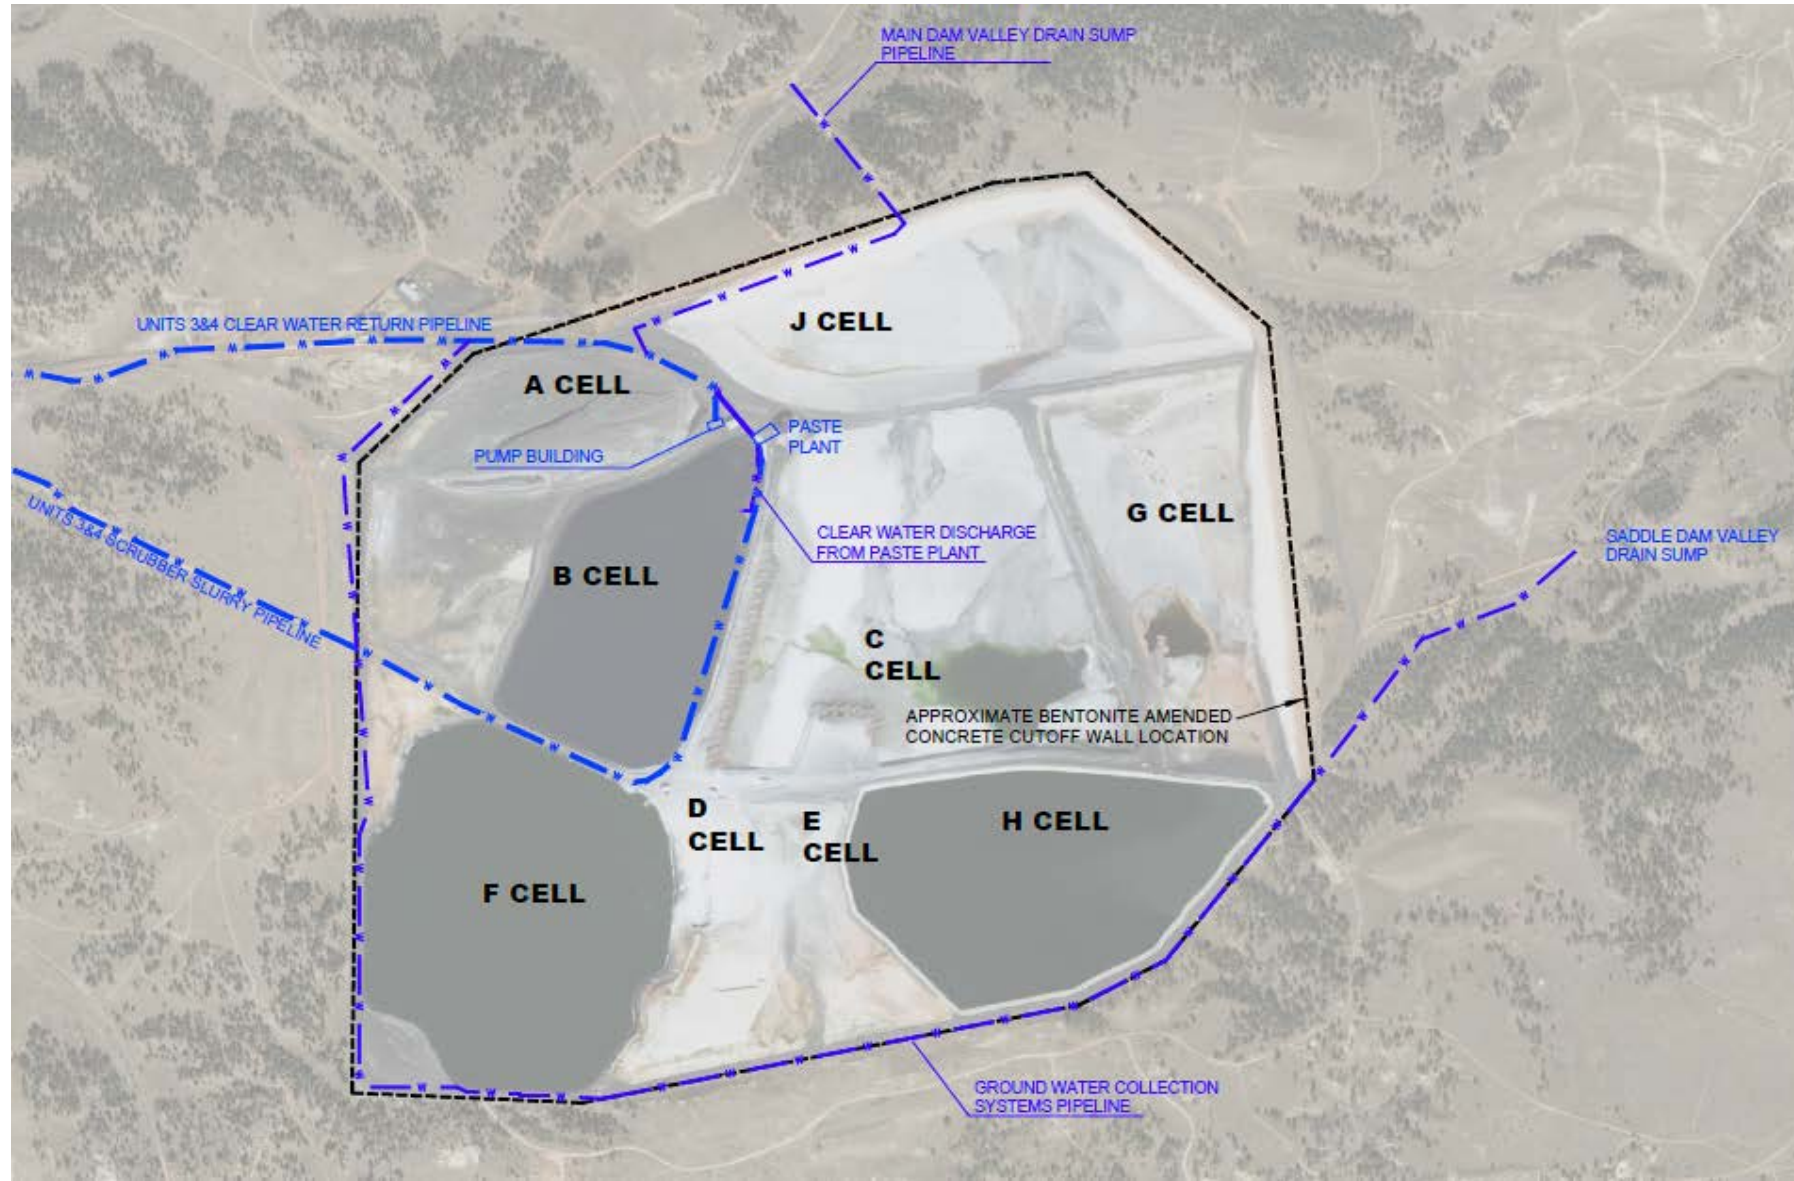 MAIN DAM VALLEY DRAIN SUMP
PIPELINE
UNITS 3&4 CLEAR WATER RETURN PIPELINE
J CELL
A CELL
PUMP BUILDING
PASTE
PLANT
UNITS 3&4 SCRUBBER SLURRY PIPELINE
CLEAR WATER DISCHARGE
FROM PASTE PLANT
G CELL
SADDLE DAM VALLEY
DRAIN SUMP
B CELL
C
CELL
APPROXIMATE BENTONITE AMENDED
CONCRETE CUTOFF WALL LOCATION
D
CELL
E
CELL
H CELL
F CELL
GROUND WATER COLLECTION
SYSTEMS PIPELINE